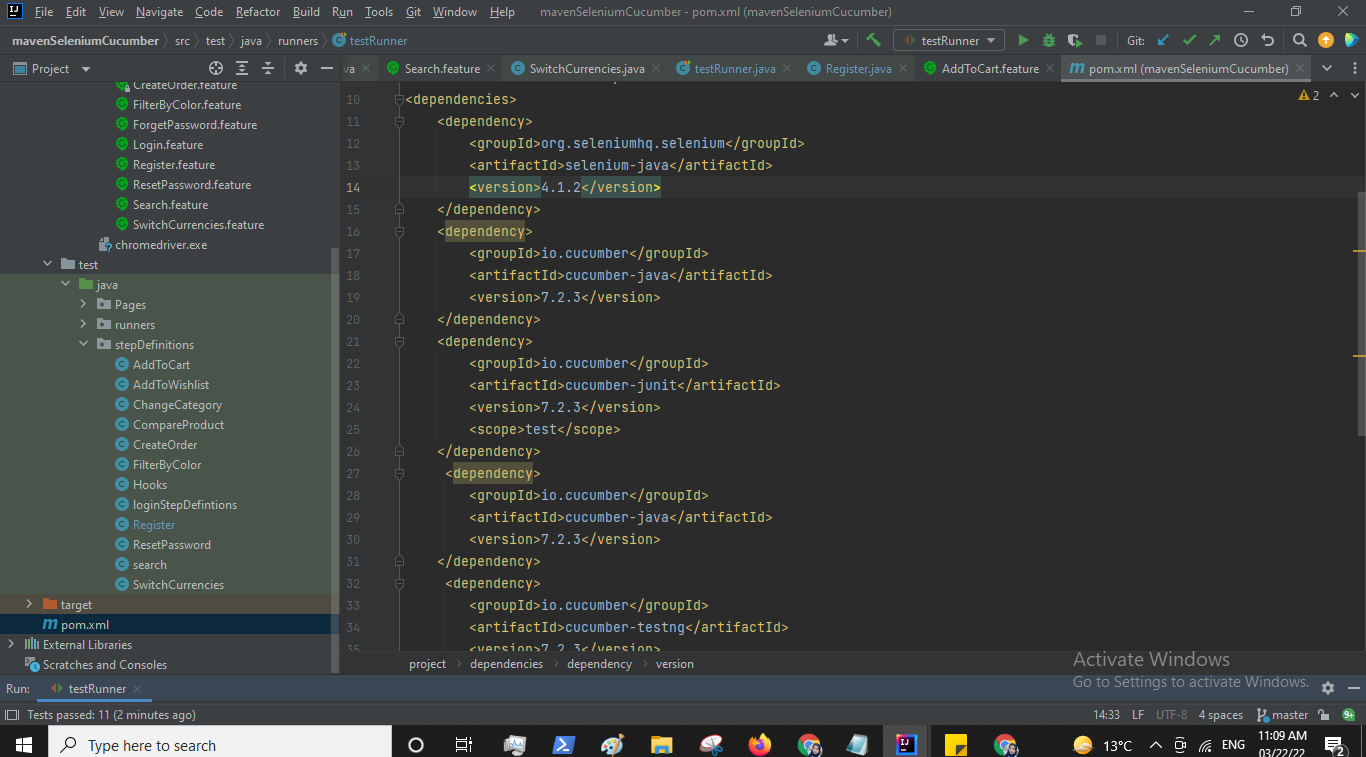 File Edit View Navigate Code Refactor Build Run Tools Git Window Help mavenSeleniumCucumber - pom.xml (mavenSeleniumCucumber)
mavenSeleniumCucumber src test java runners testRunner testRunner Git:
Project va Search.feature SwitchCurrencies.java testRunner.java Register.java AddToCart.feature pom.xml (mavenSeleniumCucumber)
CreateOrder.feature
FilterByColor.feature
ForgetPassword.feature
Login.feature
Register.feature
ResetPassword.feature
Search.feature
SwitchCurrencies.feature
chromedriver.exe
test
java
Pages
runners
stepDefinitions
AddToCart
AddToWishlist
ChangeCategory
CompareProduct
CreateOrder
FilterByColor
Hooks
loginStepDefintions
Register
ResetPassword
search
SwitchCurrencies
target
pom.xml
External Libraries
Scratches and Consoles
2
10 <dependencies>
11 <dependency>
12 <groupId>org.seleniumhq.selenium</groupId>
13 <artifactId>selenium-java</artifactId>
14 <version>4.1.2</version>
15 </dependency>
16 <dependency>
17 <groupId>io.cucumber</groupId>
18 <artifactId>cucumber-java</artifactId>
19 <version>7.2.3</version>
20 </dependency>
21 <dependency>
22 <groupId>io.cucumber</groupId>
23 <artifactId>cucumber-junit</artifactId>
24 <version>7.2.3</version>
25 <scope>test</scope>
26 </dependency>
27 <dependency>
28 <groupId>io.cucumber</groupId>
29 <artifactId>cucumber-java</artifactId>
30 <version>7.2.3</version>
31 </dependency>
32 <dependency>
33 <groupId>io.cucumber</groupId>
34 <artifactId>cucumber-testng</artifactId>
35 <version>7.2.3</version>
project dependencies dependency version
Activate Windows
Go to Settings to activate Windows.
Run: testRunner
Tests passed: 11 (2 minutes ago) 14:33 LF UTF-8 4 spaces master 9+
Type here to search 13°C ENG 11:09 AM
03/22/22 2